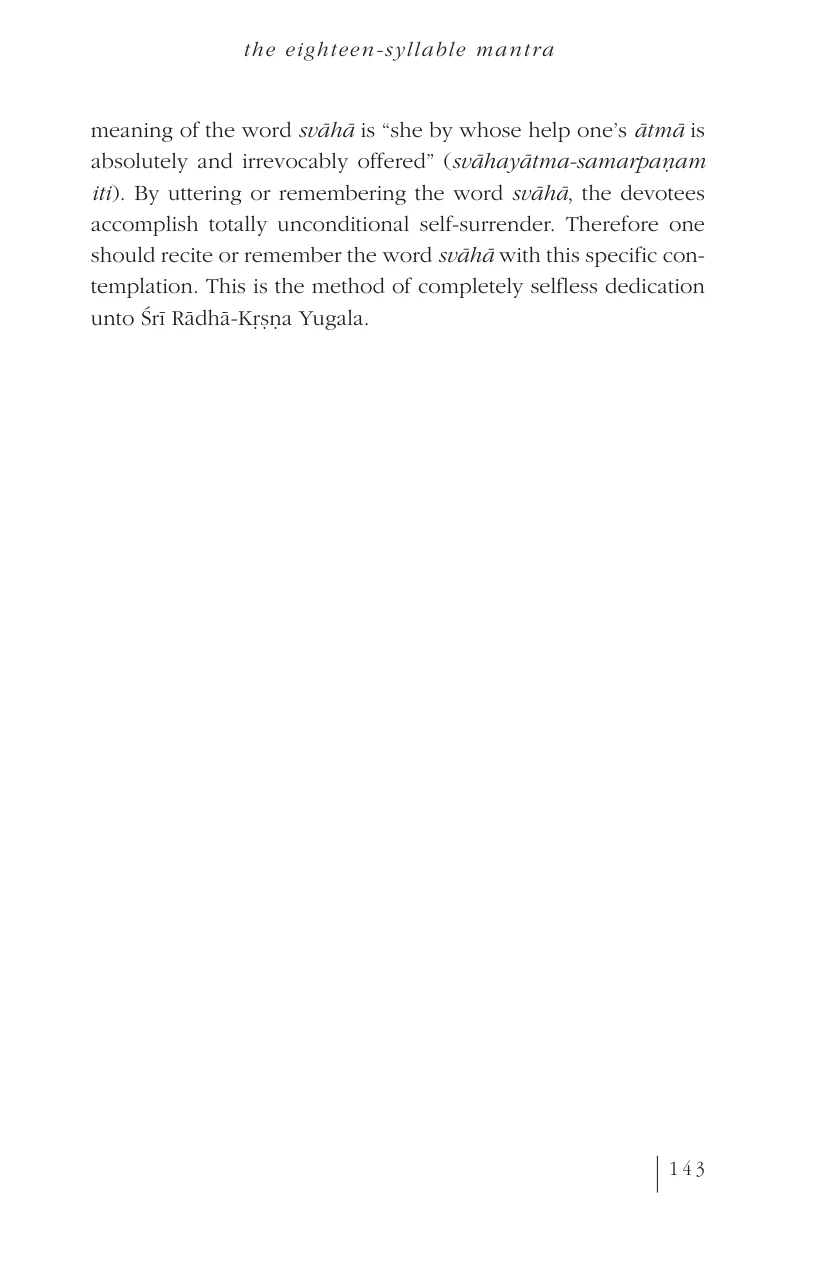 the eighteen-syllable mantra
meaning of the word svāhā is “she by whose help one’s ātmā is
absolutely and irrevocably offered” (svāhayātma-samarpaṇam
iti). By uttering or remembering the word svāhā, the devotees
accomplish totally unconditional self-surrender. Therefore one
should recite or remember the word svāhā with this specific con-
templation. This is the method of completely selfless dedication
unto Śrī Rādhā-Kṛṣṇa Yugala.
143